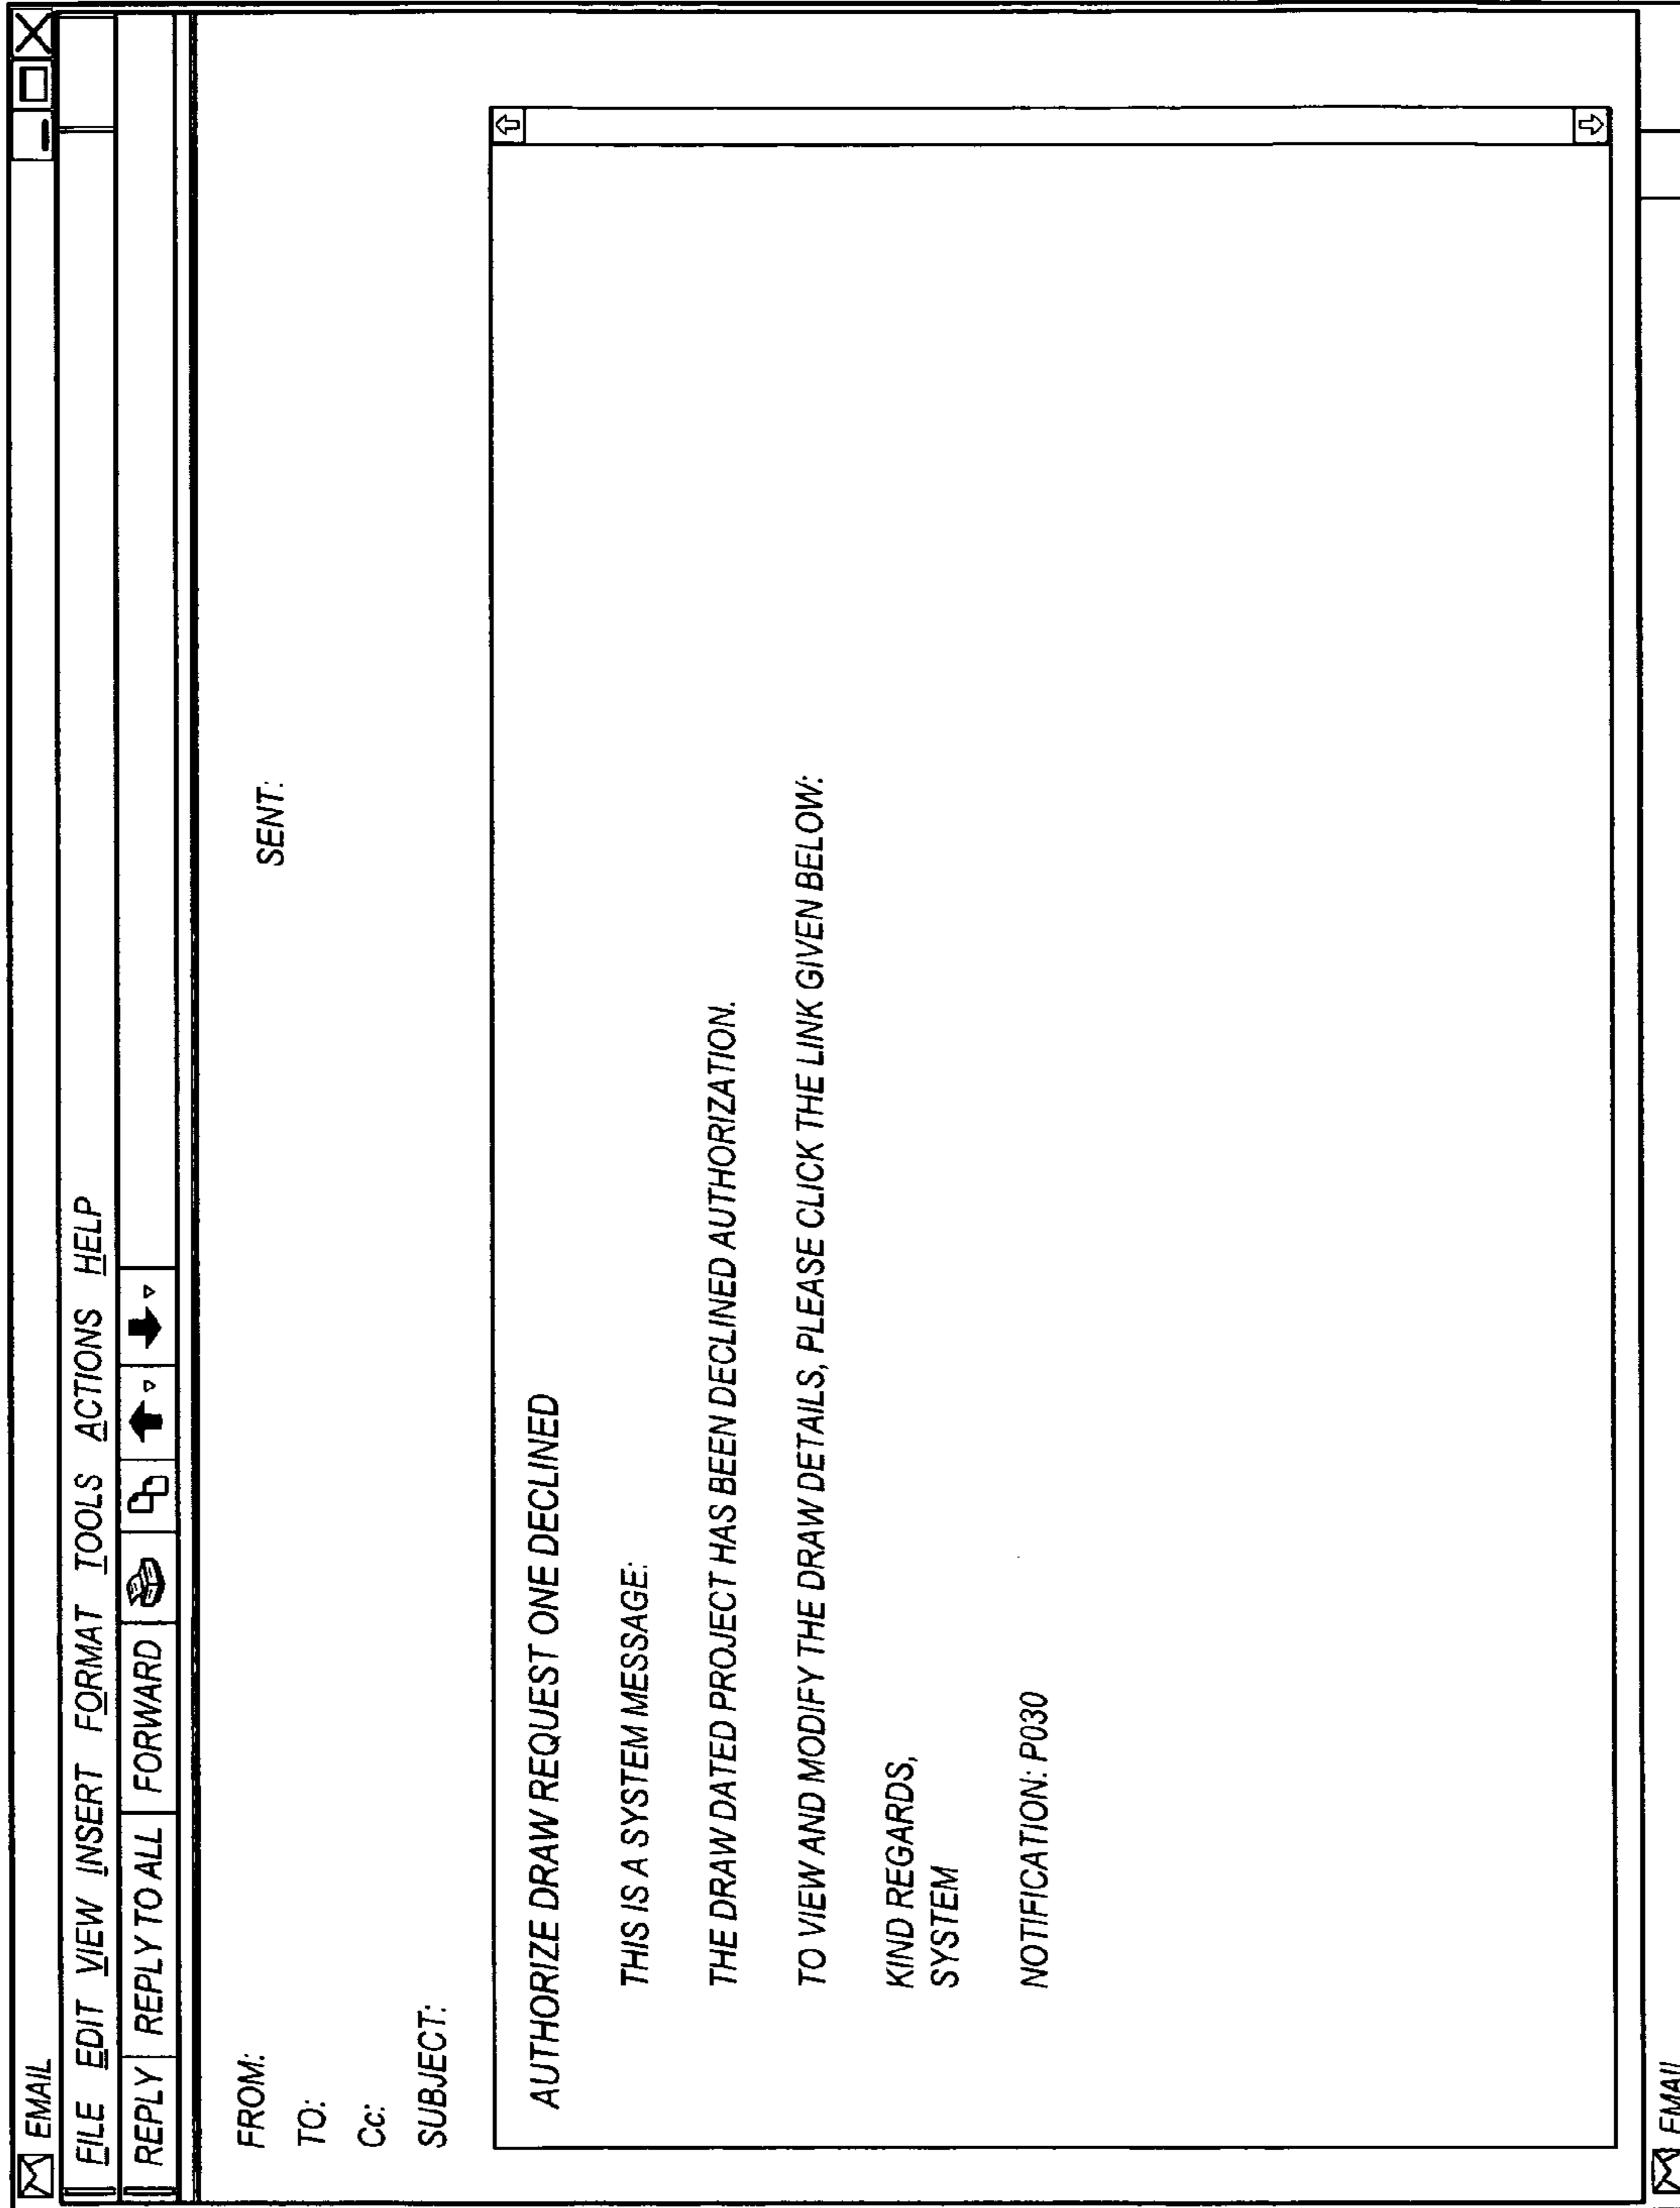 EMAIL
FILE EDIT VIEW INSERT FORMAT TOOLS ACTIONS HELP
REPLY REPLY TO ALL FORWARD
FROM:
SENT:
TO:
Cc:
SUBJECT:
AUTHORIZE DRAW REQUEST ONE DECLINED
THIS IS A SYSTEM MESSAGE:
THE DRAW DATED PROJECT HAS BEEN DECLINED AUTHORIZATION.
TO VIEW AND MODIFY THE DRAW DETAILS, PLEASE CLICK THE LINK GIVEN BELOW:
KIND REGARDS,
SYSTEM
NOTIFICATION: P030
EMAIL